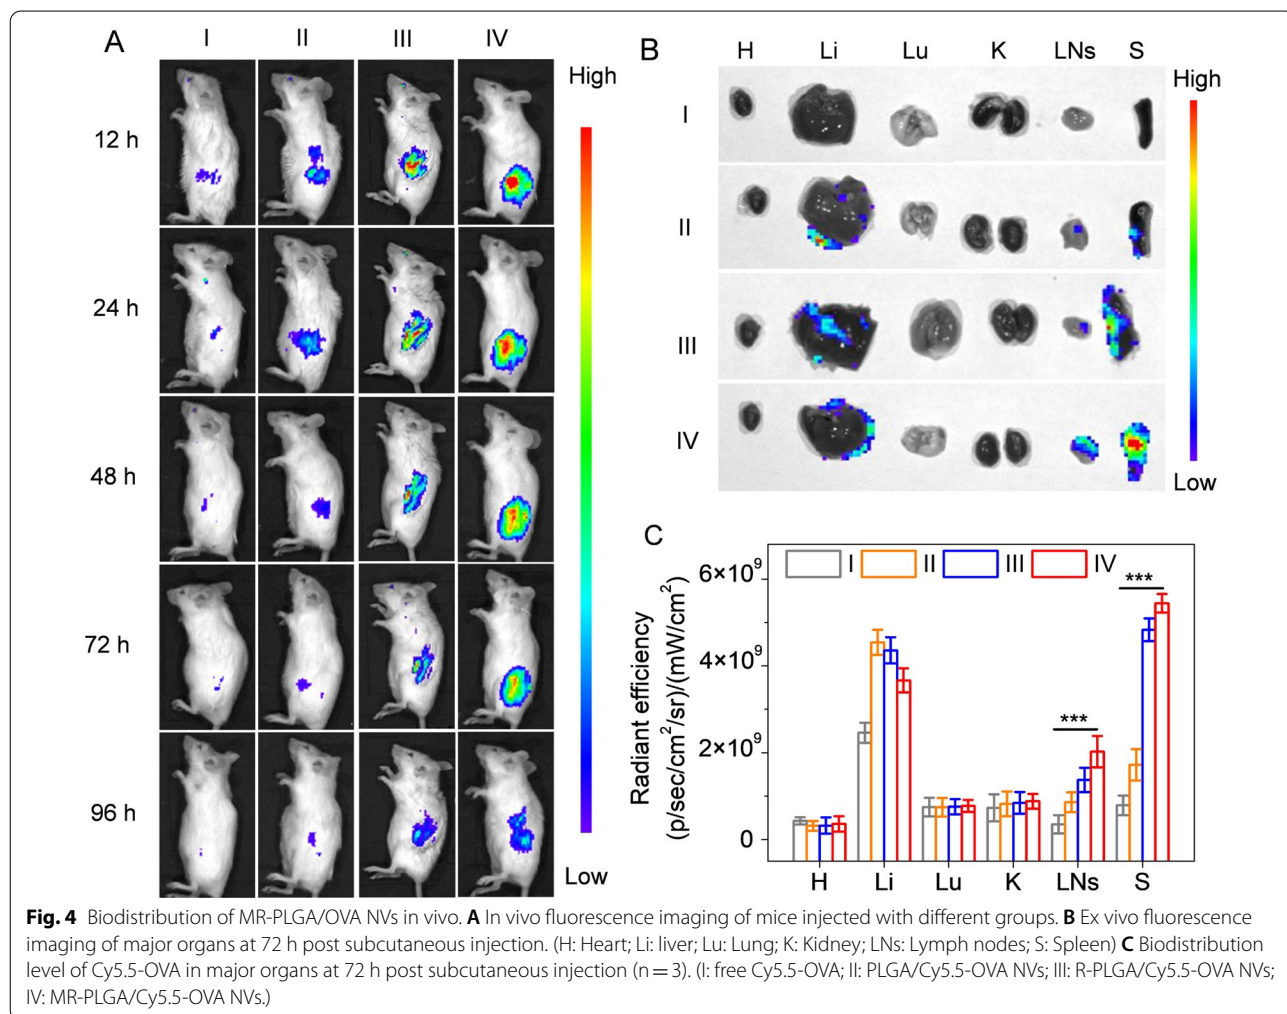 A
I II III IV
12 h
24 h
48 h
72 h
96 h
High
Low
B
H Li Lu K LNs S
I
II
III
IV
High
Low
C
I II III IV
Radiant efficiency
(p/sec/cm²/sr)/(mW/cm²)
6×10⁹
4×10⁹
2×10⁹
0
***
***
H Li Lu K LNs S
Fig. 4 Biodistribution of MR-PLGA/OVA NVs in vivo. A In vivo fluorescence imaging of mice injected with different groups. B Ex vivo fluorescence
imaging of major organs at 72 h post subcutaneous injection. (H: Heart; Li: liver; Lu: Lung; K: Kidney; LNs: Lymph nodes; S: Spleen) C Biodistribution
level of Cy5.5-OVA in major organs at 72 h post subcutaneous injection (n = 3). (I: free Cy5.5-OVA; II: PLGA/Cy5.5-OVA NVs; III: R-PLGA/Cy5.5-OVA NVs;
IV: MR-PLGA/Cy5.5-OVA NVs.)